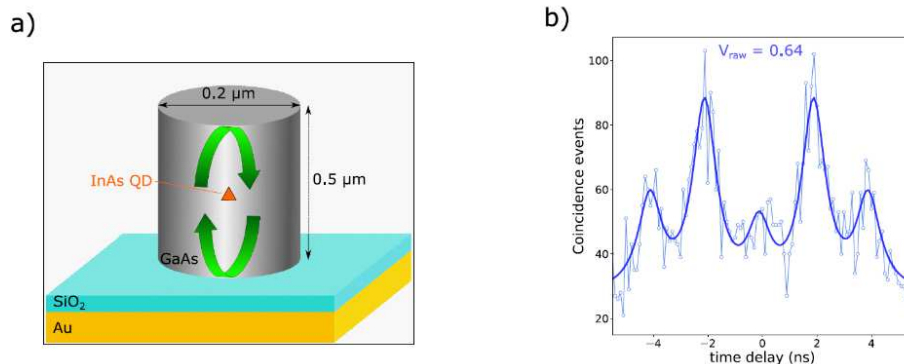 a)
0.2 µm
InAs QD
0.5 µm
GaAs
SiO2
Au
b)
V_raw = 0.64
100
80
60
40
20
Coincidence events
−4
−2
0
2
4
time delay (ns)